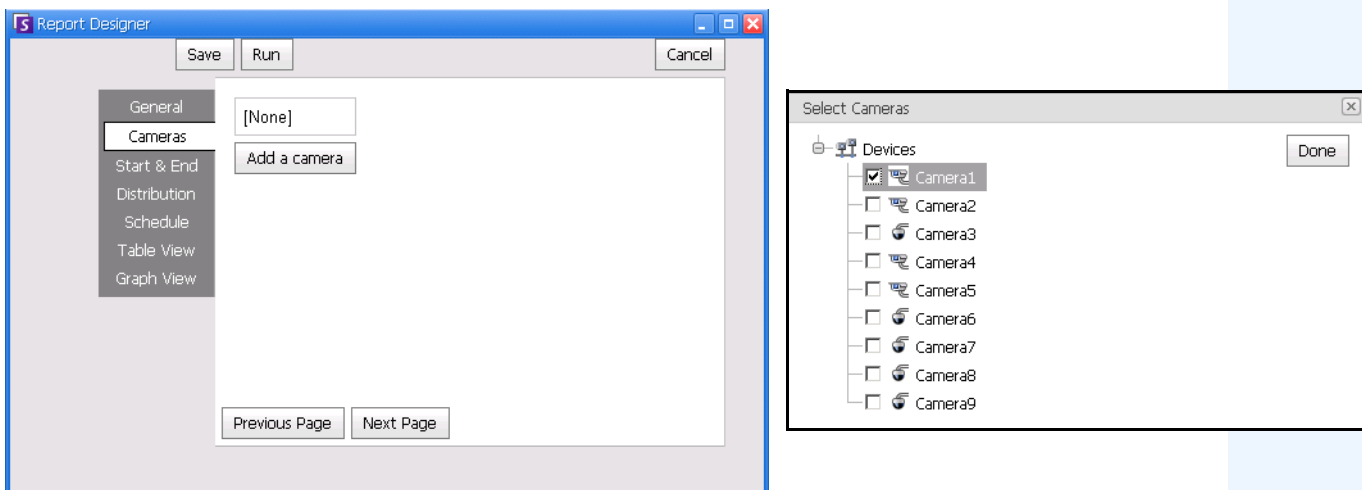 Report Designer
Save Run Cancel
General
Cameras
Start & End
Distribution
Schedule
Table View
Graph View
[None]
Add a camera
Previous Page Next Page
Select Cameras
Devices
Done
Camera1
Camera2
Camera3
Camera4
Camera5
Camera6
Camera7
Camera8
Camera9